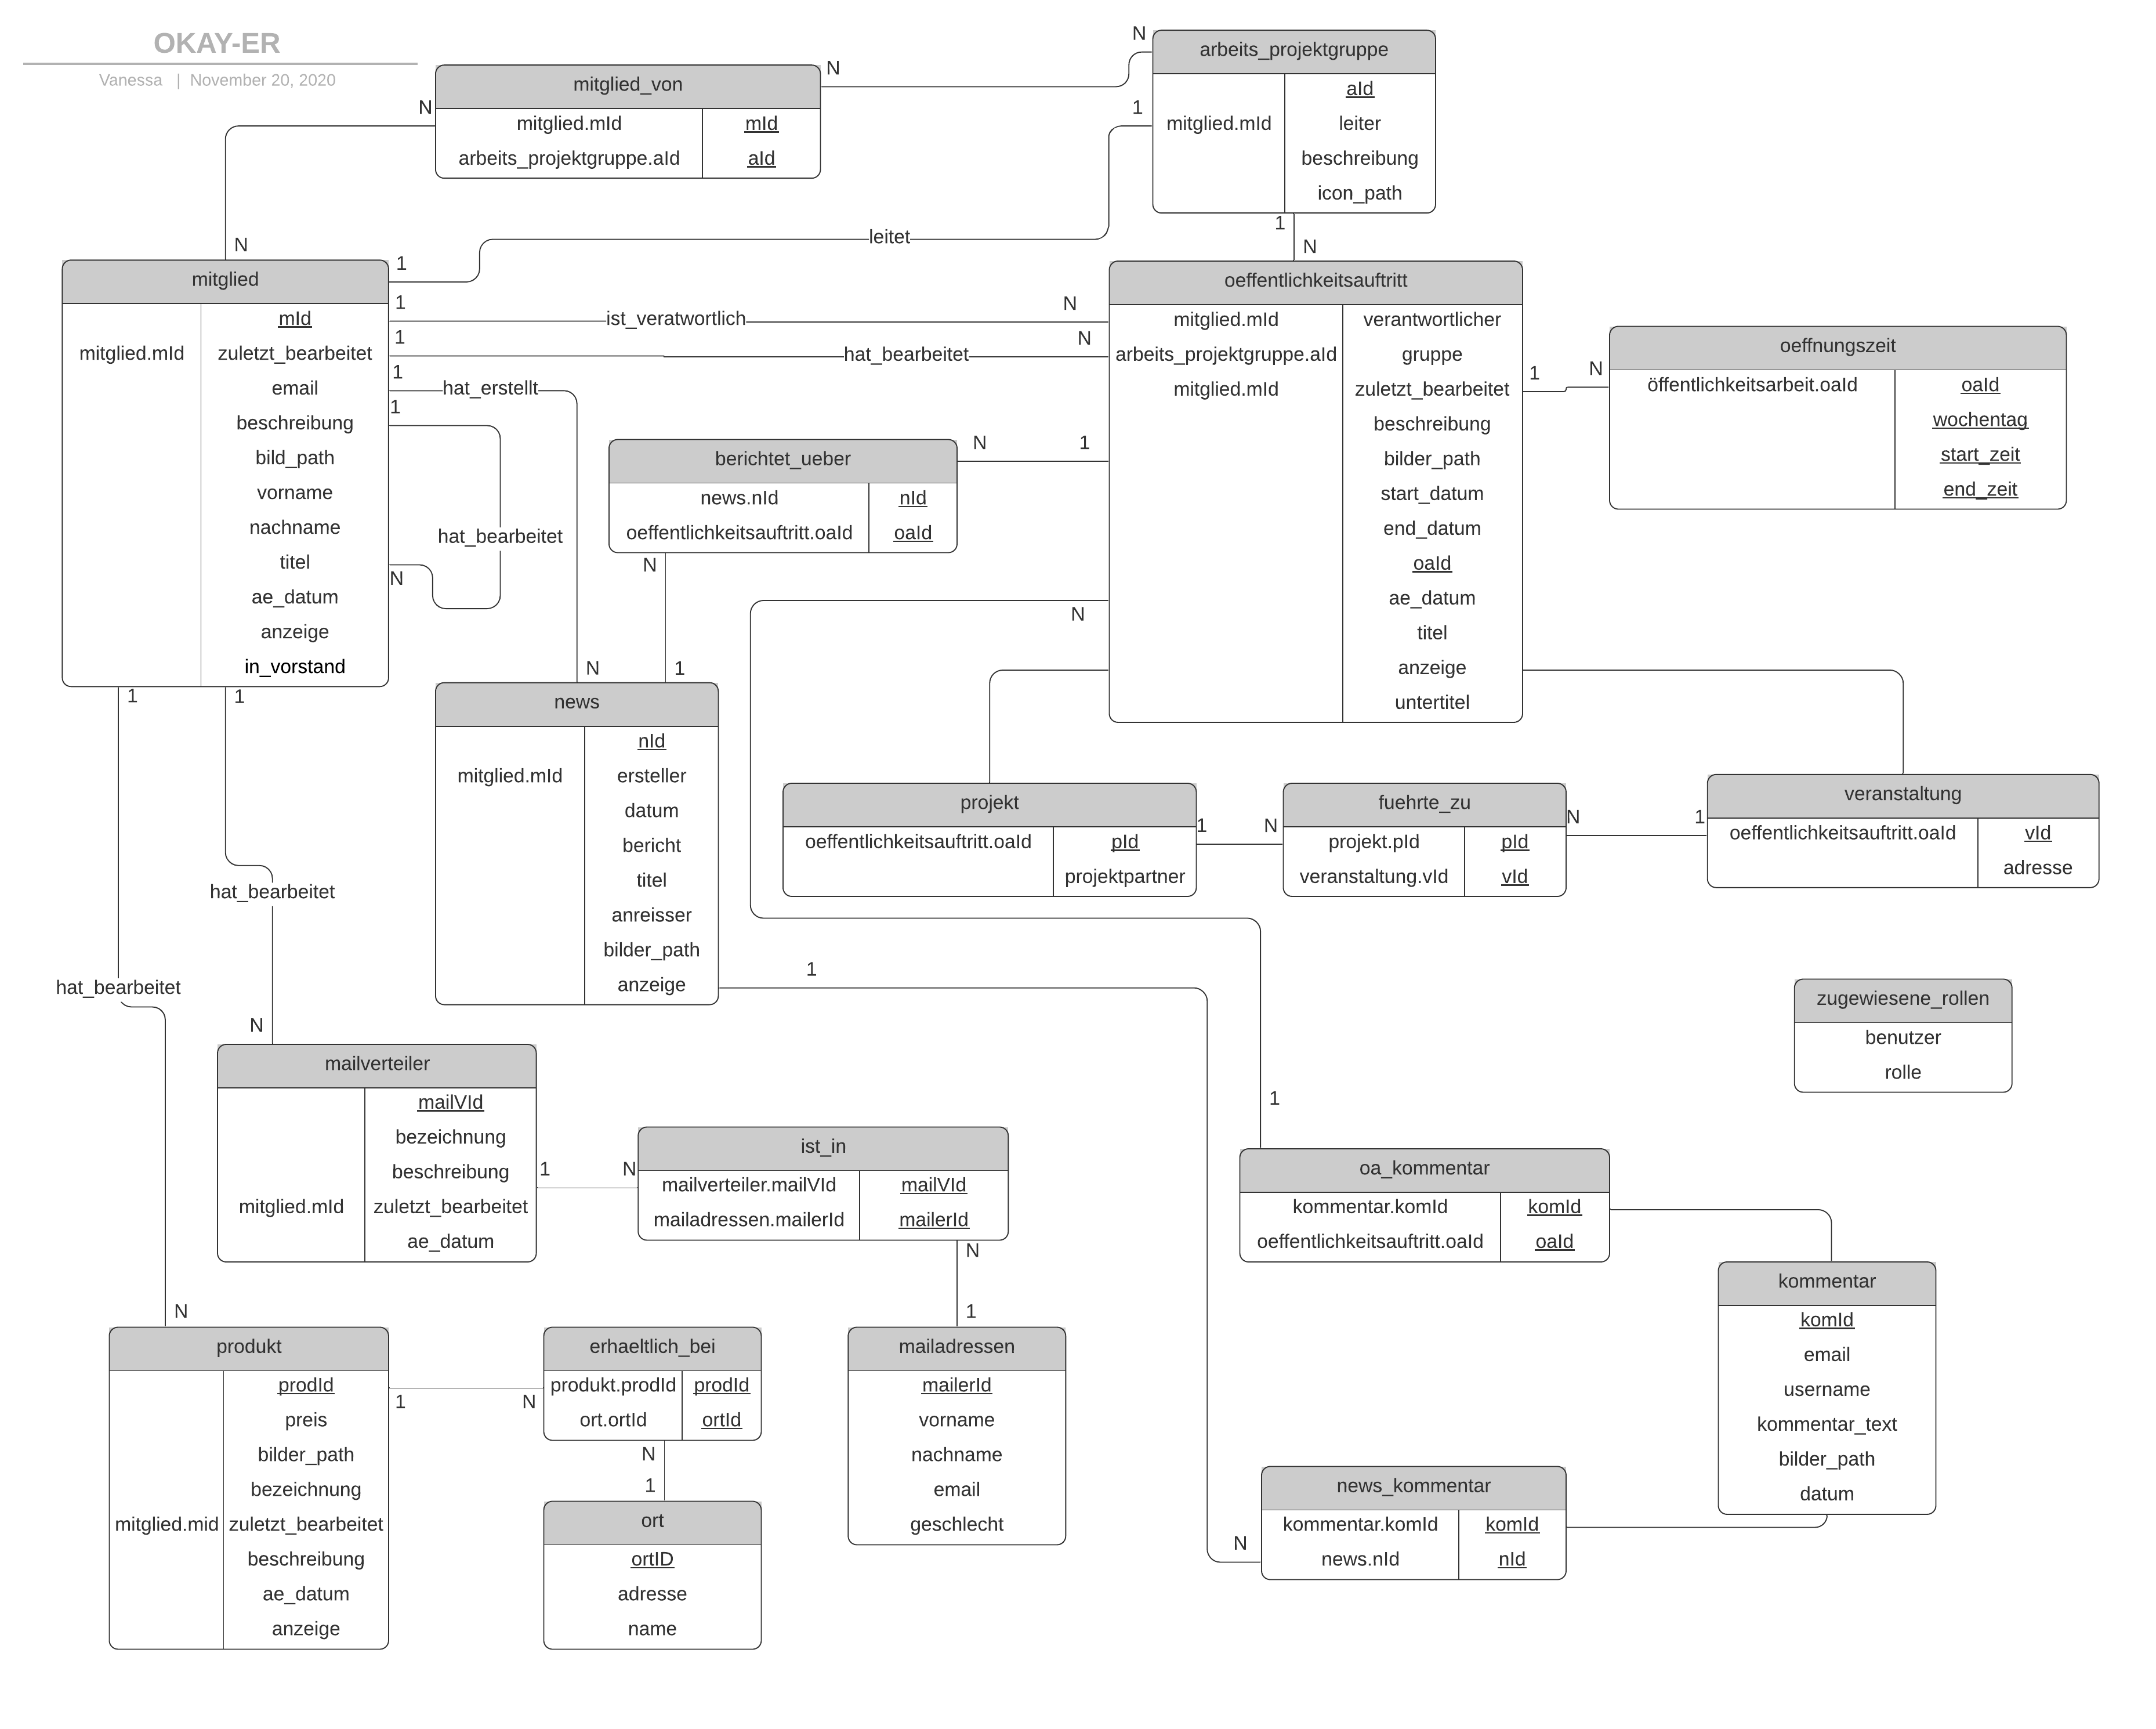 OKAY-ER
Vanessa | November 20, 2020
mitglied_von
mitglied.mId mId
arbeits_projektgruppe.aId aId
N
N
N
N
arbeits_projektgruppe
aId
mitglied.mId leiter
beschreibung
icon_path
N
1
1
N
leitet
1
mitglied
mId
mitglied.mId zuletzt_bearbeitet
email
beschreibung
bild_path
vorname
nachname
titel
ae_datum
anzeige
in_vorstand
1
ist_veratwortlich
N
1
hat_bearbeitet
N
1
hat_erstellt
N
1
hat_bearbeitet
N
oeffentlichkeitsauftritt
mitglied.mId verantwortlicher
arbeits_projektgruppe.aId gruppe
mitglied.mId zuletzt_bearbeitet
beschreibung
bilder_path
start_datum
end_datum
oaId
ae_datum
titel
anzeige
untertitel
1
N
oeffnungszeit
öffentlichkeitsarbeit.oaId oaId
wochentag
start_zeit
end_zeit
berichtet_ueber
news.nId nId
oeffentlichkeitsauftritt.oaId oaId
N
1
N
1
N
news
nId
mitglied.mId ersteller
datum
bericht
titel
anreisser
bilder_path
anzeige
1
projekt
oeffentlichkeitsauftritt.oaId pId
projektpartner
1
N
fuehrte_zu
projekt.pId pId
veranstaltung.vId vId
N
1
veranstaltung
oeffentlichkeitsauftritt.oaId vId
adresse
zugewiesene_rollen
benutzer
rolle
1
hat_bearbeitet
N
1
hat_bearbeitet
N
mailverteiler
mailVId
bezeichnung
beschreibung
mitglied.mId zuletzt_bearbeitet
ae_datum
1
N
ist_in
mailverteiler.mailVId mailVId
mailadressen.mailerId mailerId
N
1
1
oa_kommentar
kommentar.komId komId
oeffentlichkeitsauftritt.oaId oaId
kommentar
komId
email
username
kommentar_text
bilder_path
datum
produkt
prodId
preis
bilder_path
bezeichnung
mitglied.mid zuletzt_bearbeitet
beschreibung
ae_datum
anzeige
1
N
erhaeltlich_bei
produkt.prodId prodId
ort.ortId ortId
N
1
ort
ortID
adresse
name
mailadressen
mailerId
vorname
nachname
email
geschlecht
N
news_kommentar
kommentar.komId komId
news.nId nId